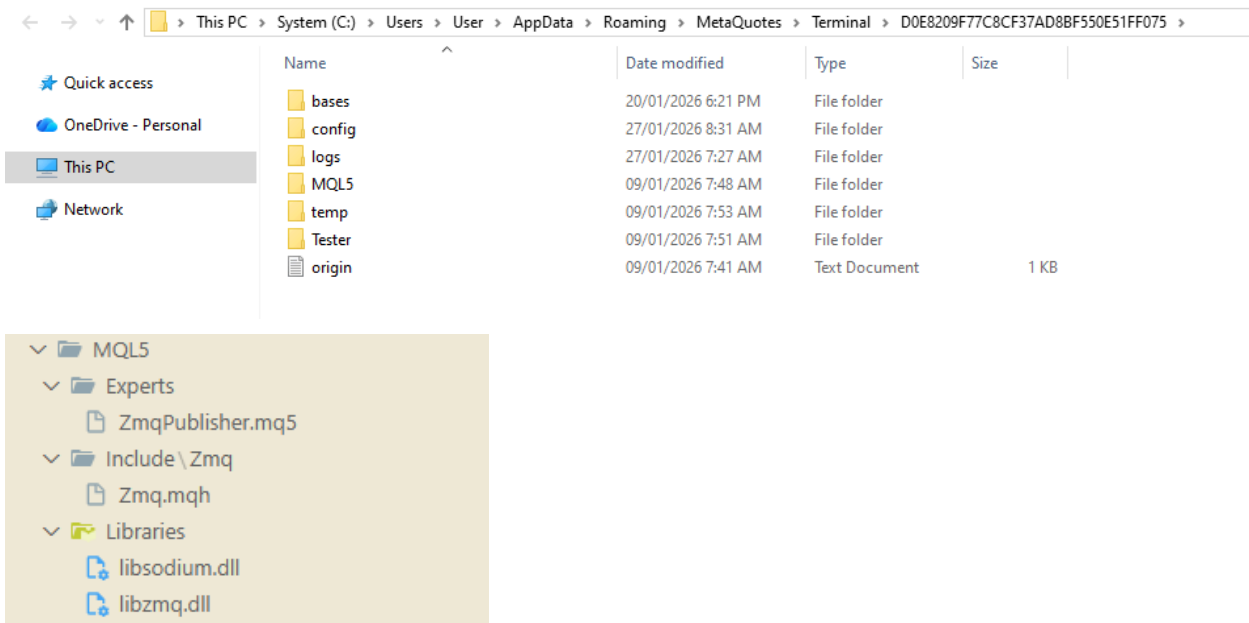 This PC > System (C:) > Users > User > AppData > Roaming > MetaQuotes > Terminal > D0E8209F77C8CF37AD8BF550E51FF075 >
Quick access
OneDrive - Personal
This PC
Network
Name Date modified Type Size
bases 20/01/2026 6:21 PM File folder
config 27/01/2026 8:31 AM File folder
logs 27/01/2026 7:27 AM File folder
MQL5 09/01/2026 7:48 AM File folder
temp 09/01/2026 7:53 AM File folder
Tester 09/01/2026 7:51 AM File folder
origin 09/01/2026 7:41 AM Text Document 1 KB
MQL5
Experts
ZmqPublisher.mq5
Include\Zmq
Zmq.mqh
Libraries
libsodium.dll
libzmq.dll